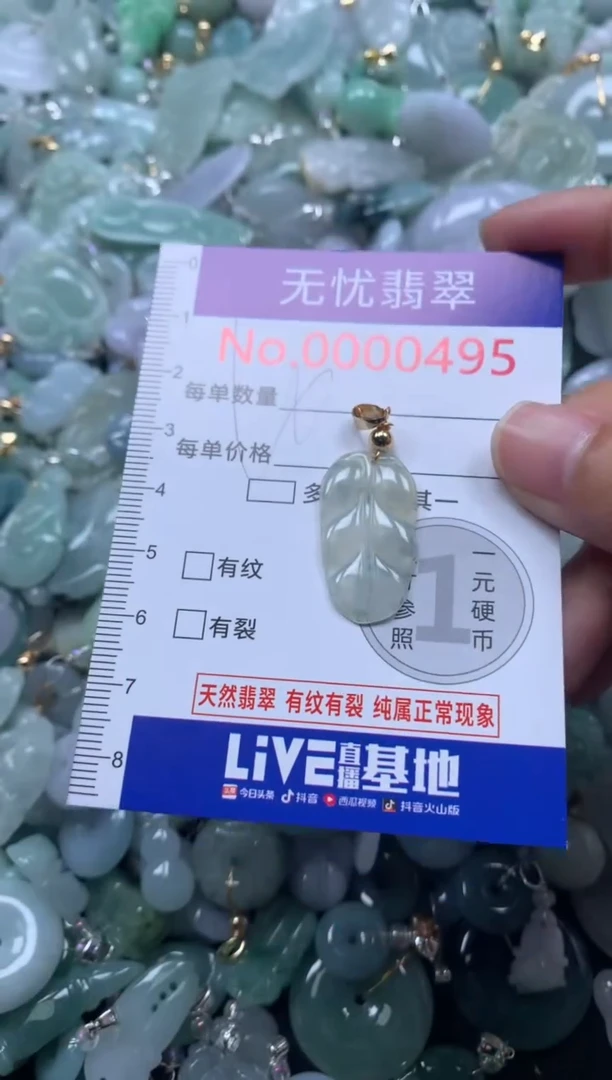 无忧翡翠
No.0000495
0
1
2
每单数量
3
每单价格
4
多 其一
5
有纹
一元硬币
1
参照
6
有裂
7
天然翡翠 有纹有裂 纯属正常现象
8
LiVE直播基地
今日头条 抖音 西瓜视频 抖音火山版